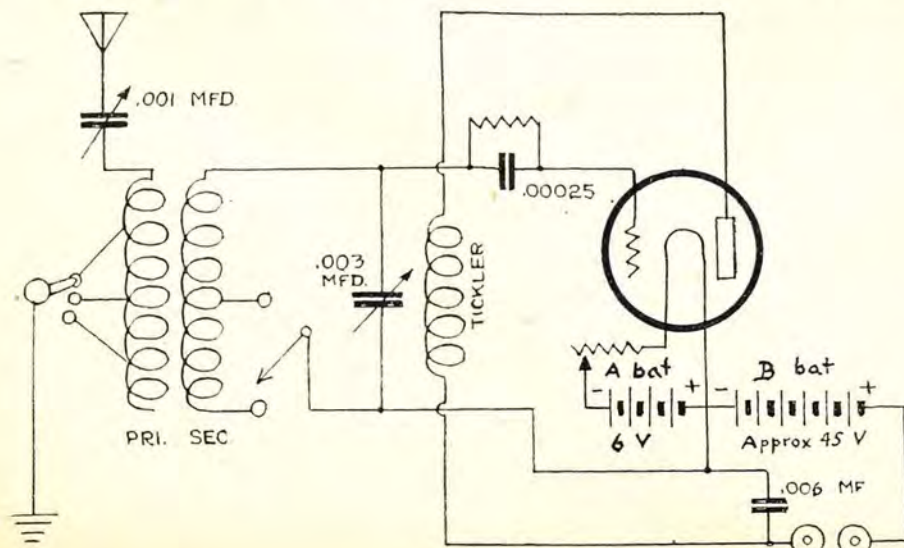 .001 MFD.
.00025
.003
MFD.
TICKLER
A bat
B bat
- + - +
6 V
Approx 45 V
PRI. SEC.
.006 MF